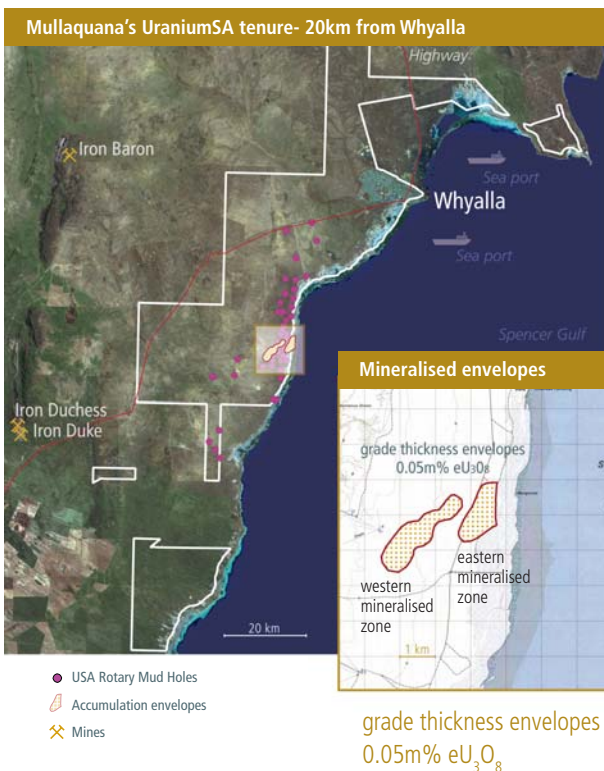 Mullaquana's UraniumSA tenure- 20km from Whyalla
Highway
Iron Baron
Sea port
Whyalla
Sea port
Spencer Gulf
Iron Duchess
Iron Duke
20 km
Mineralised envelopes
grade thickness envelopes
0.05m% eU3O8
western
mineralised
zone
eastern
mineralised
zone
1 km
USA Rotary Mud Holes
Accumulation envelopes
Mines
grade thickness envelopes
0.05m% eU₃O₈